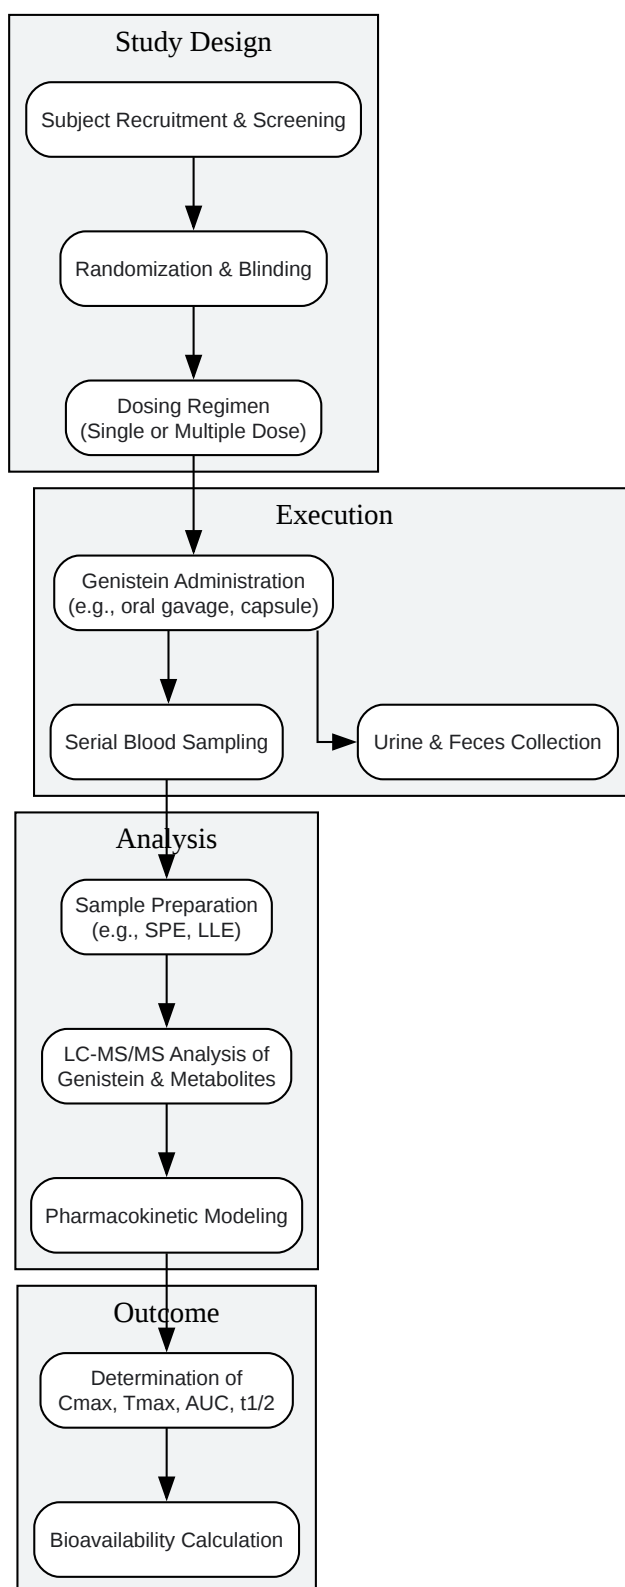 Study Design
Subject Recruitment & Screening
Randomization & Blinding
Dosing Regimen
(Single or Multiple Dose)
Execution
Genistein Administration
(e.g., oral gavage, capsule)
Serial Blood Sampling
Urine & Feces Collection
Analysis
Sample Preparation
(e.g., SPE, LLE)
LC-MS/MS Analysis of
Genistein & Metabolites
Pharmacokinetic Modeling
Outcome
Determination of
Cmax, Tmax, AUC, t1/2
Bioavailability Calculation